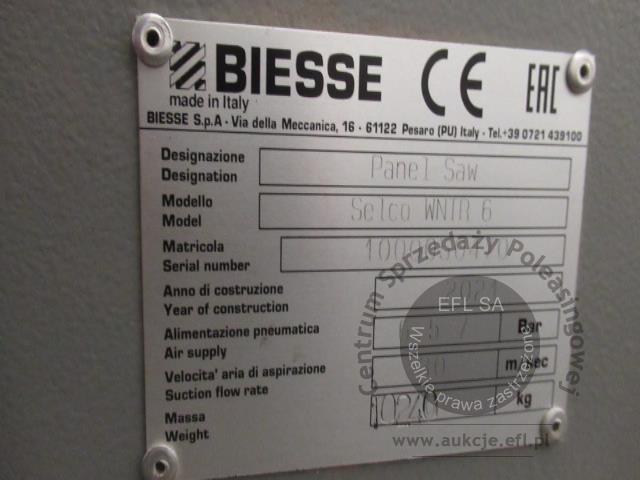 BIESSE CE EAC
made in Italy
BIESSE S.p.A · Via della Meccanica, 16 · 61122 Pesaro (PU) Italy · Tel.+39 0721 439100
Designazione
Designation
Panel Saw
Modello
Model
Selco WNTR 6
Matricola
Serial number
Anno di costruzione
Year of construction
2021
Alimentazione pneumatica
Air supply
Bar
Velocita' aria di aspirazione
Suction flow rate
m/sec
Massa
Weight
10240
kg
Centrum Sprzedaży Poleasingowej
EFL SA
Wszelkie prawa zastrzeżone
www.aukcje.efl.pl